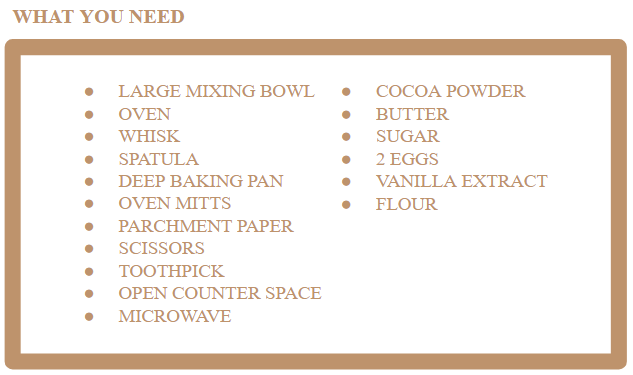 WHAT YOU NEED
● LARGE MIXING BOWL
● OVEN
● WHISK
● SPATULA
● DEEP BAKING PAN
● OVEN MITTS
● PARCHMENT PAPER
● SCISSORS
● TOOTHPICK
● OPEN COUNTER SPACE
● MICROWAVE
● COCOA POWDER
● BUTTER
● SUGAR
● 2 EGGS
● VANILLA EXTRACT
● FLOUR